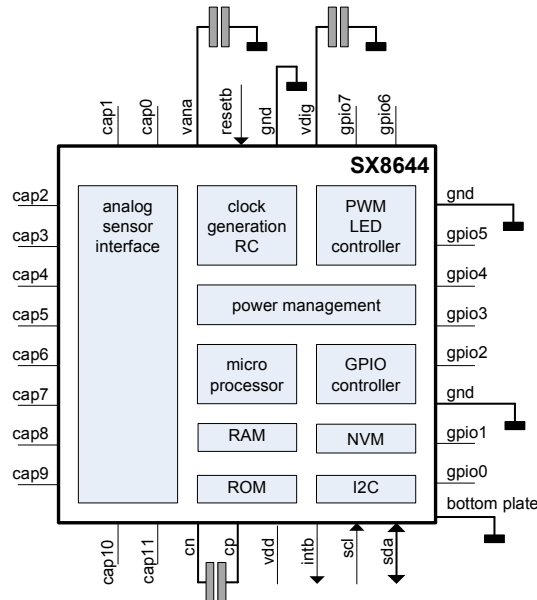 cap1
cap0
vana
resetb
gnd
vdig
gpio7
gpio6
SX8644
cap2
cap3
cap4
cap5
cap6
cap7
cap8
cap9
analog
sensor
interface
clock
generation
RC
PWM
LED
controller
power management
micro
processor
GPIO
controller
RAM
NVM
ROM
I2C
gnd
gpio5
gpio4
gpio3
gpio2
gnd
gpio1
gpio0
bottom plate
cap10
cap11
cn
cp
vdd
intb
scl
sda